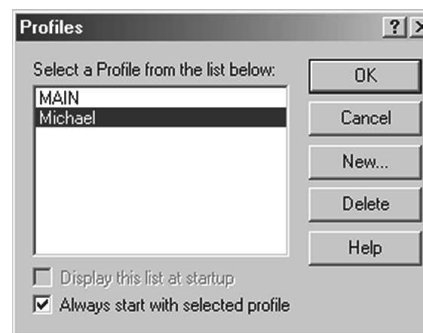 Profiles
Select a Profile from the list below:
MAIN
Michael
OK
Cancel
New...
Delete
Help
Display this list at startup
Always start with selected profile